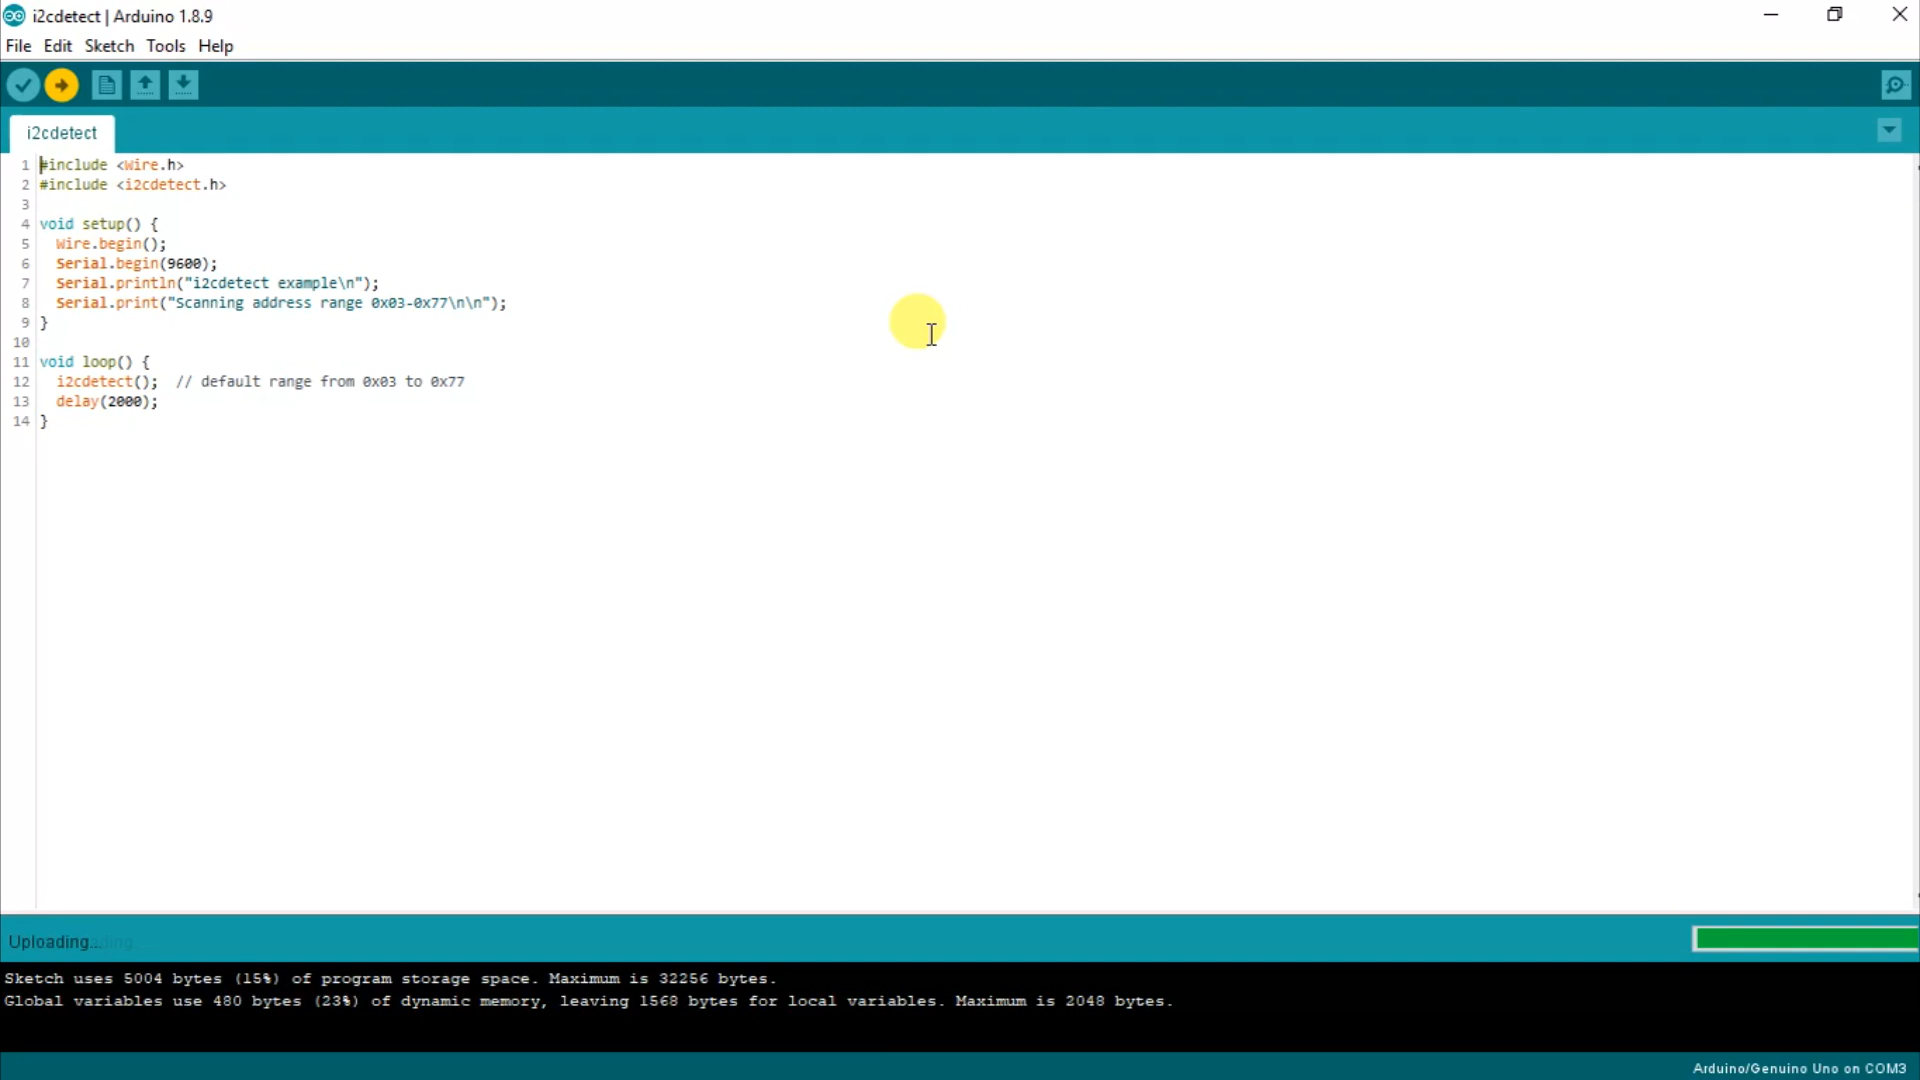 i2cdetect | Arduino 1.8.9
File Edit Sketch Tools Help
i2cdetect
1 #include <Wire.h>
2 #include <i2cdetect.h>
3
4 void setup() {
5 Wire.begin();
6 Serial.begin(9600);
7 Serial.println("i2cdetect example\n");
8 Serial.print("Scanning address range 0x03-0x77\n\n");
9 }
10
11 void loop() {
12 i2cdetect(); // default range from 0x03 to 0x77
13 delay(2000);
14 }
Uploading...
Sketch uses 5004 bytes (15%) of program storage space. Maximum is 32256 bytes.
Global variables use 480 bytes (23%) of dynamic memory, leaving 1568 bytes for local variables. Maximum is 2048 bytes.
Arduino/Genuino Uno on COM3